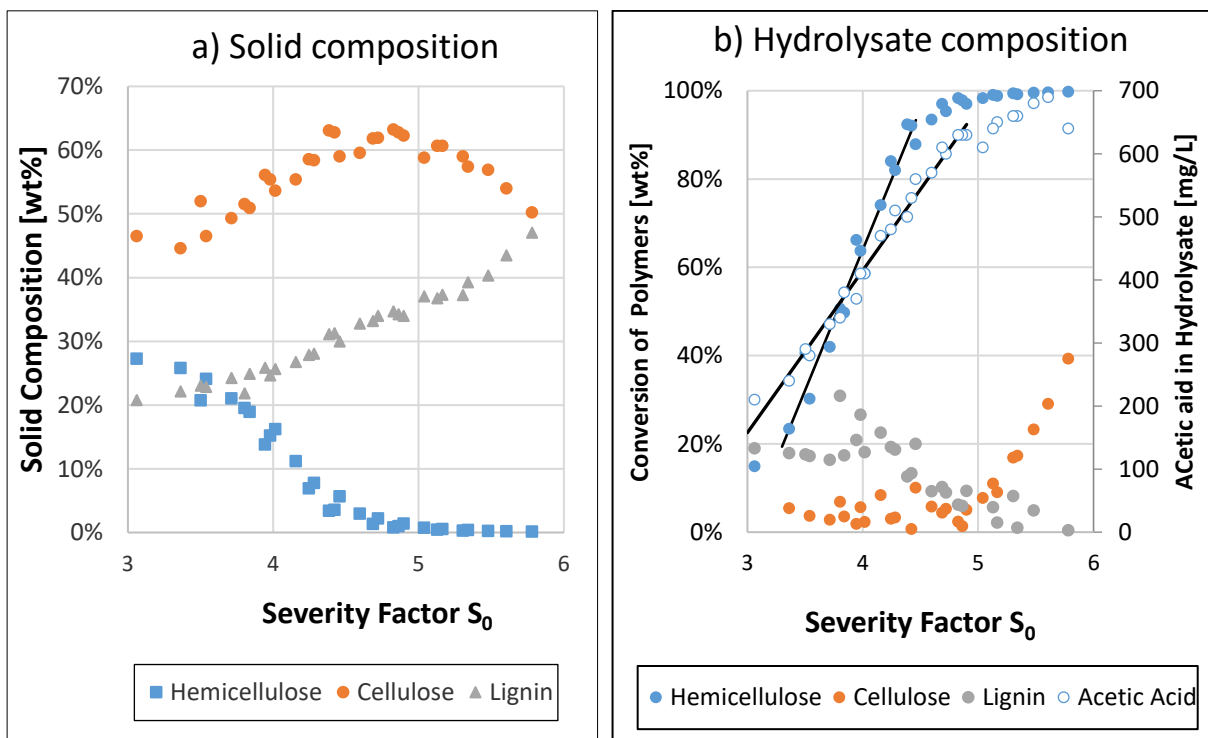 a) Solid composition
70%
60%
50%
40%
30%
20%
10%
0%
Solid Composition [wt%]
3 4 5 6
Severity Factor S₀
Hemicellulose Cellulose Lignin
b) Hydrolysate composition
100%
80%
60%
40%
20%
0%
Conversion of Polymers [wt%]
700
600
500
400
300
200
100
0
ACetic aid in Hydrolysate [mg/L]
3 4 5 6
Severity Factor S₀
Hemicellulose Cellulose Lignin Acetic Acid